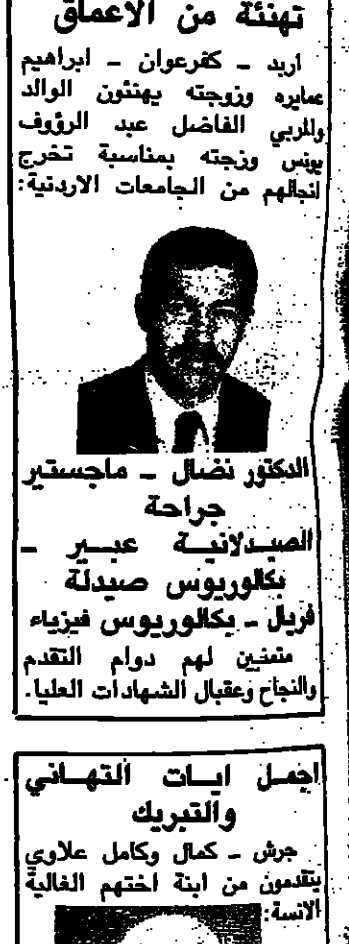 تهنئة من الاعماق
اربد - كفرعوان - ابراهيم
عمايره وزوجته يهنئون الوالد
والمربي الفاضل عبد الرؤوف
يونس وزجته بمناسبة تخرج
انجالهم من الجامعات الاردنية:
الدكتور نضال - ماجستير
جراحة
الصيدلانية عبير -
بكالوريوس صيدلة
فريال - بكالوريوس فيزياء
متمنين لهم دوام التقدم
والنجاح وعقبال الشهادات العليا.
اجمل ايات التهاني
والتبريك
جرش - كمال وكامل علاوي
يتقدمون من ابنة اختهم الغالية
الانسة: